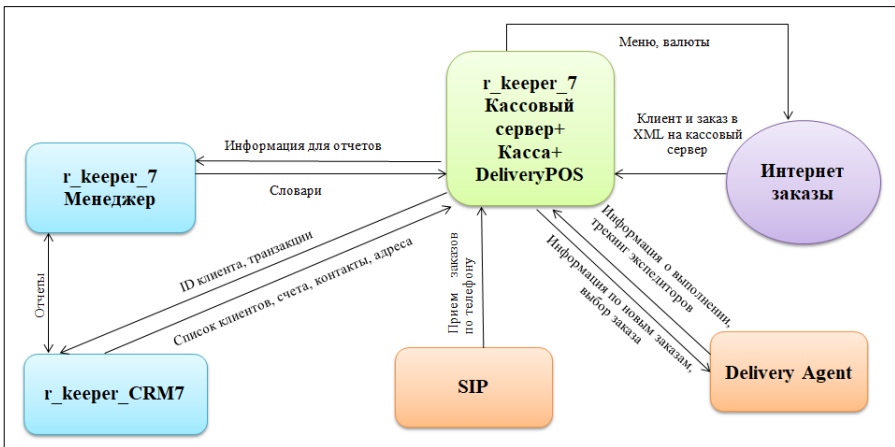 Меню, валюты
r_keeper_7
Кассовый
сервер+
Касса+
DeliveryPOS
Клиент и заказ в
XML на кассовый
сервер
Интернет
заказы
Информация для отчетов
r_keeper_7
Менеджер
Словари
ID клиента, транзакции
Список клиентов, счета, контакты, адреса
Отчеты
Прием заказов
по телефону
Информация о выполнении,
трекинг экспедиторов
Информация по новым заказам,
выбор заказа
r_keeper_CRM7
SIP
Delivery Agent